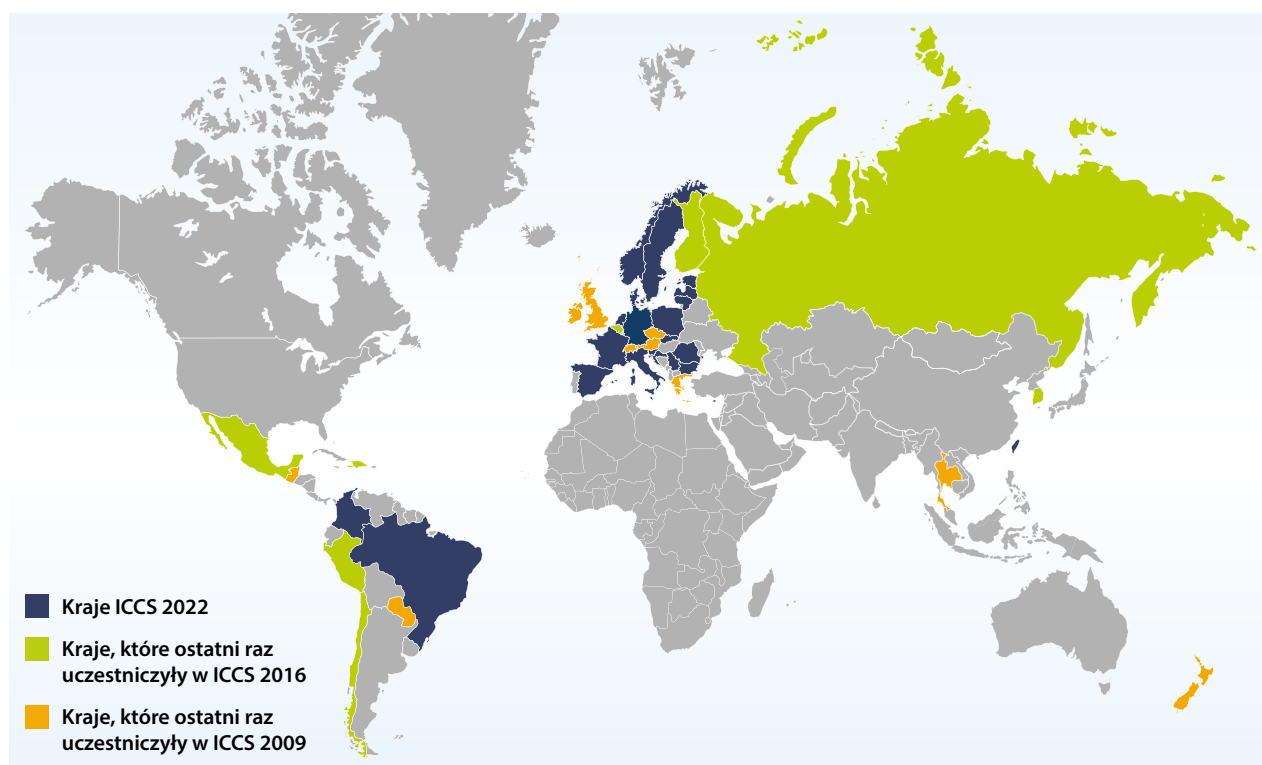 Kraje ICCS 2022
Kraje, które ostatni raz
uczestniczyły w ICCS 2016
Kraje, które ostatni raz
uczestniczyły w ICCS 2009